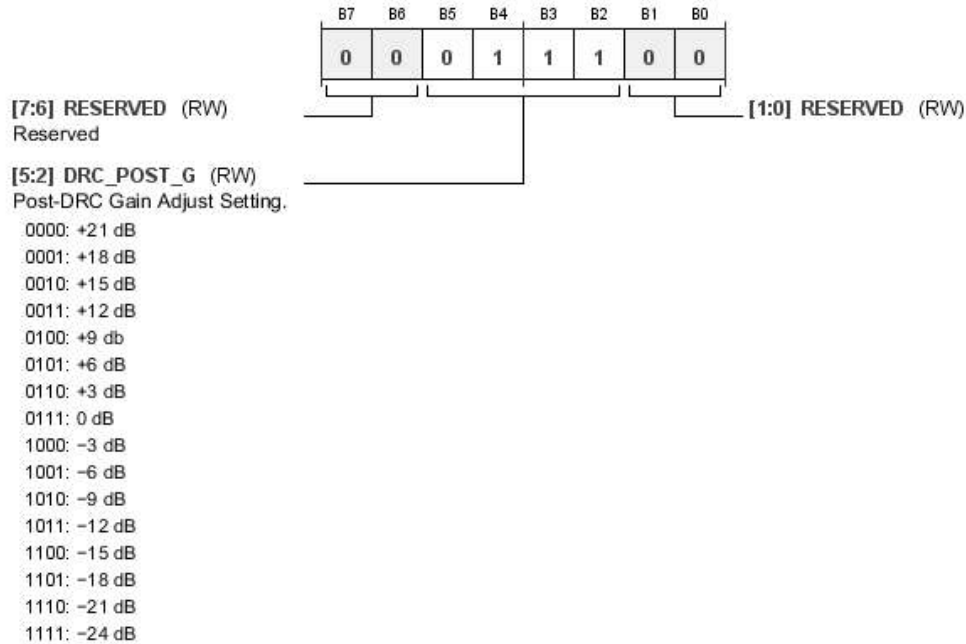 B7 B6 B5 B4 B3 B2 B1 B0
0 0 0 1 1 1 0 0
[7:6] RESERVED (RW)
Reserved
[1:0] RESERVED (RW)
[5:2] DRC_POST_G (RW)
Post-DRC Gain Adjust Setting.
0000: +21 dB
0001: +18 dB
0010: +15 dB
0011: +12 dB
0100: +9 db
0101: +6 dB
0110: +3 dB
0111: 0 dB
1000: −3 dB
1001: −6 dB
1010: −9 dB
1011: −12 dB
1100: −15 dB
1101: −18 dB
1110: −21 dB
1111: −24 dB